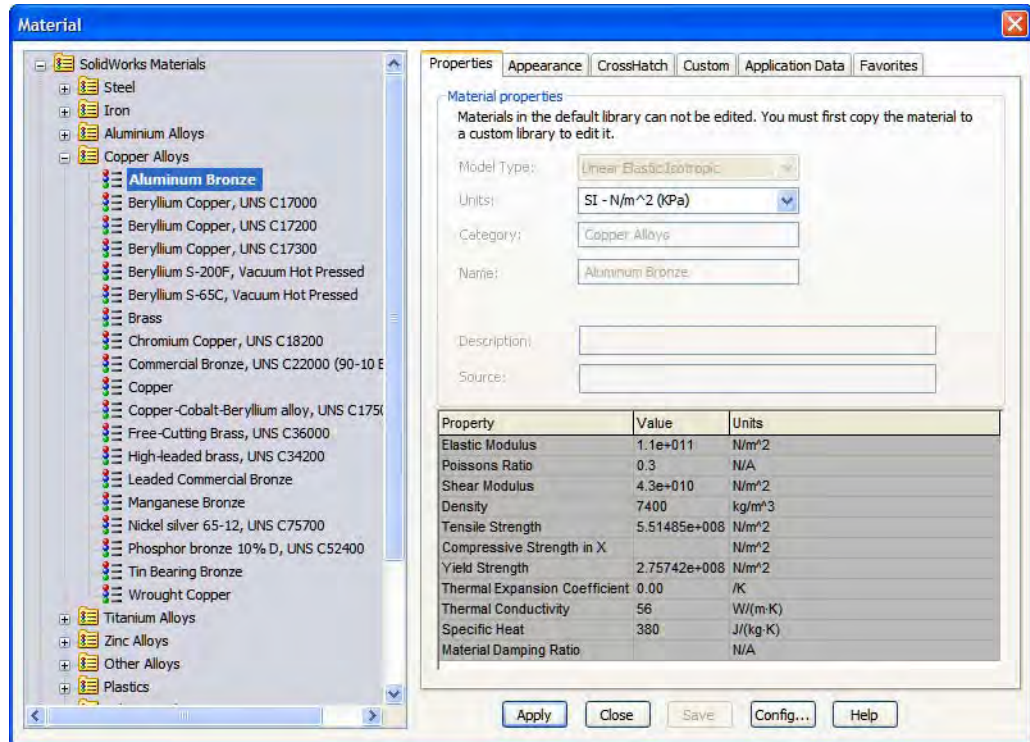 Material
SolidWorks Materials
Steel
Iron
Aluminium Alloys
Copper Alloys
Aluminum Bronze
Beryllium Copper, UNS C17000
Beryllium Copper, UNS C17200
Beryllium Copper, UNS C17300
Beryllium S-200F, Vacuum Hot Pressed
Beryllium S-65C, Vacuum Hot Pressed
Brass
Chromium Copper, UNS C18200
Commercial Bronze, UNS C22000 (90-10 B
Copper
Copper-Cobalt-Beryllium alloy, UNS C1750
Free-Cutting Brass, UNS C36000
High-leaded brass, UNS C34200
Leaded Commercial Bronze
Manganese Bronze
Nickel silver 65-12, UNS C75700
Phosphor bronze 10% D, UNS C52400
Tin Bearing Bronze
Wrought Copper
Titanium Alloys
Zinc Alloys
Other Alloys
Plastics
Properties Appearance CrossHatch Custom Application Data Favorites
Material properties
Materials in the default library can not be edited. You must first copy the material to
a custom library to edit it.
Model Type: Linear Elastic Isotropic
Units: SI - N/m^2 (KPa)
Category: Copper Alloys
Name: Aluminum Bronze
Description:
Source:
Property Value Units
Elastic Modulus 1.1e+011 N/m^2
Poissons Ratio 0.3 N/A
Shear Modulus 4.3e+010 N/m^2
Density 7400 kg/m^3
Tensile Strength 5.51485e+008 N/m^2
Compressive Strength in X N/m^2
Yield Strength 2.75742e+008 N/m^2
Thermal Expansion Coefficient 0.00 /K
Thermal Conductivity 56 W/(m·K)
Specific Heat 380 J/(kg·K)
Material Damping Ratio N/A
Apply Close Save Config... Help